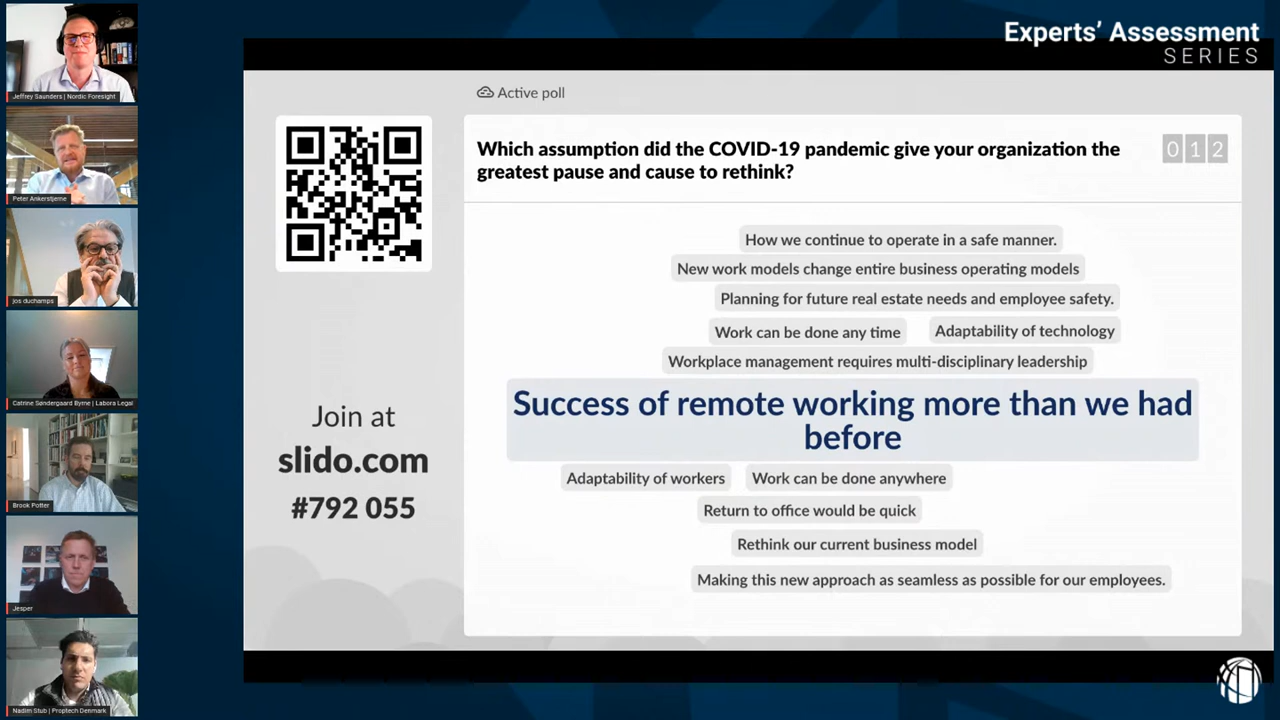 Experts’ Assessment
SERIES
Jeffrey Saunders | Nordic Foresight
Peter Ankerstjerne
jos duchamps
Catrine Søndergaard Byrne | Labora Legal
Brook Potter
Jesper
Nadim Stub | Proptech Denmark
Join at
slido.com
#792 055
Active poll
Which assumption did the COVID-19 pandemic give your organization the
greatest pause and cause to rethink?
0 1 2
How we continue to operate in a safe manner.
New work models change entire business operating models
Planning for future real estate needs and employee safety.
Work can be done any time
Adaptability of technology
Workplace management requires multi-disciplinary leadership
Success of remote working more than we had
before
Adaptability of workers
Work can be done anywhere
Return to office would be quick
Rethink our current business model
Making this new approach as seamless as possible for our employees.